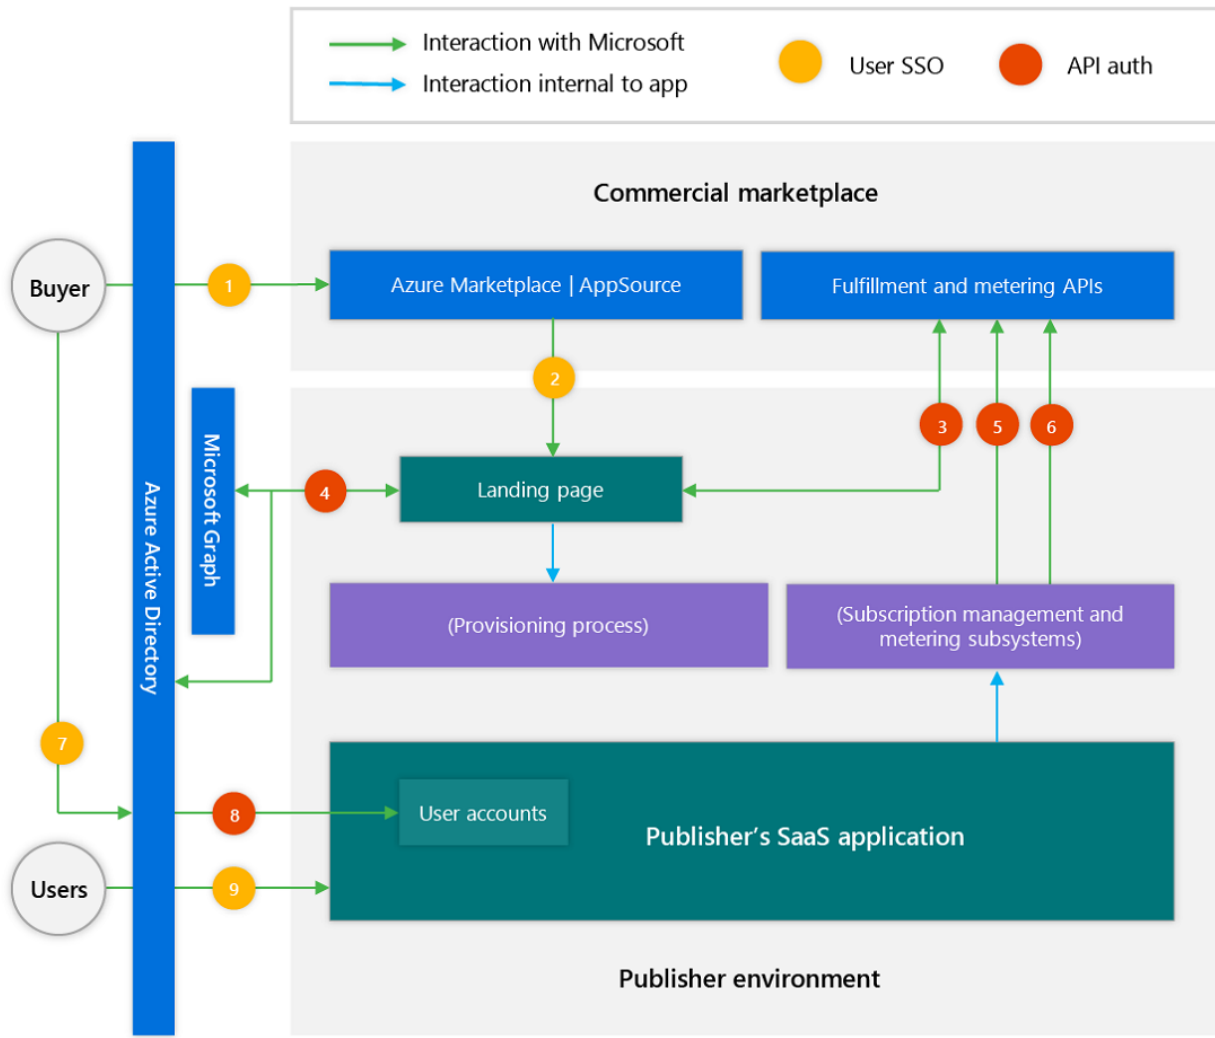 Interaction with Microsoft
Interaction internal to app
User SSO
API auth
Commercial marketplace
Buyer
1
Azure Marketplace | AppSource
Fulfillment and metering APIs
2
3
5
6
Microsoft Graph
4
Landing page
Azure Active Directory
(Provisioning process)
(Subscription management and
metering subsystems)
7
8
User accounts
Publisher’s SaaS application
Users
9
Publisher environment